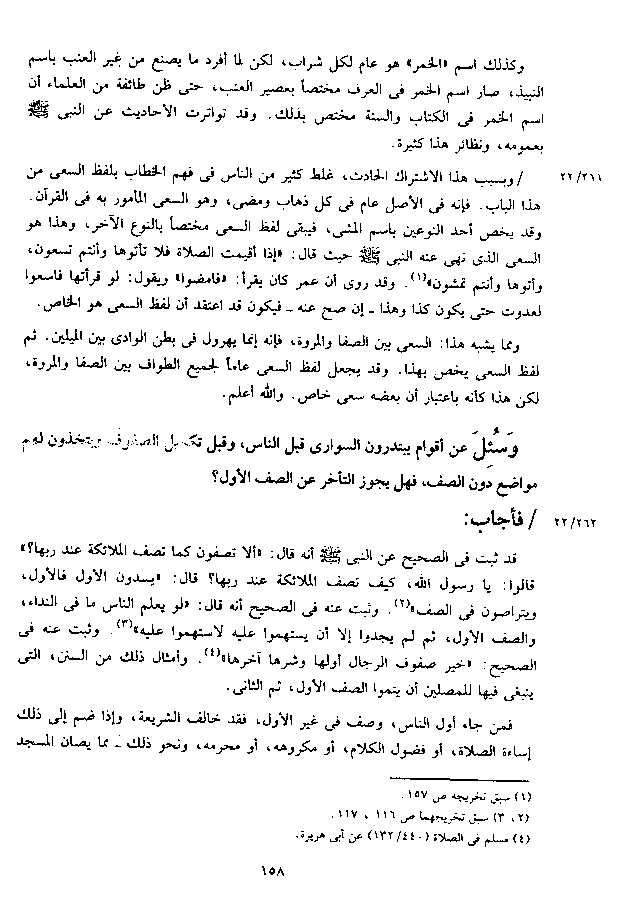 وكذلك اسم «الخمر» هو عام لكل شراب، لكن لما أفرد ما يصنع من غير العنب باسم
النبيذ، صار اسم الخمر فى العرف مختصاً بعصير العنب، حتى ظن طائفة من العلماء أن
اسم الخمر فى الكتاب والسنة مختص بذلك. وقد تواترت الأحاديث عن النبى ﷺ
بعمومه، ونظائر هذا كثيرة.
٢٢/٢٦١ / وبسبب هذا الاشتراك الحادث، غلط كثير من الناس فى فهم الخطاب بلفظ السعى من
هذا الباب. فإنه فى الأصل عام فى كل ذهاب ومضى، وهو السعى المأمور به فى القرآن.
وقد يخص أحد النوعين باسم المشى، فيبقى لفظ السعى مختصاً بالنوع الآخر، وهذا هو
السعى الذى نهى عنه النبى ﷺ حيث قال: «إذا أقيمت الصلاة فلا تأتوها وأنتم تسعون،
وأتوها وأنتم تمشون»(١). وقد روى أن عمر كان يقرأ: «فامضوا» ويقول: لو قرأتها فاسعوا
لعدوت حتى يكون كذا وهذا ـ إن صح عنه ـ فيكون قد اعتقد أن لفظ السعى هو الخاص.
ومما يشبه هذا: السعى بين الصفا والمروة، فإنه إنما يهرول فى بطن الوادى بين الميلين. ثم
لفظ السعى يخص بهذا. وقد يجعل لفظ السعى عاماً لجميع الطواف بين الصفا والمروة،
لكن هذا كأنه باعتبار أن بعضه سعى خاص. والله أعلم.
وَسُئِلَ عن أقوام يبتدرون السوارى قبل الناس، وقبل تكميل الصفوف ويتخذون لهم
مواضع دون الصف، فهل يجوز التأخر عن الصف الأول؟
٢٢/٢٦٢ / فأجاب:
قد ثبت فى الصحيح عن النبى ﷺ أنه قال: «ألا تصفون كما تصف الملائكة عند ربها؟»
قالوا: يا رسول الله، كيف تصف الملائكة عند ربها؟ قال: «يسدون الأول فالأول،
ويتراصون فى الصف»(٢). وثبت عنه فى الصحيح أنه قال: «لو يعلم الناس ما فى النداء،
والصف الأول، ثم لم يجدوا إلا أن يستهموا عليه لاستهموا عليه»(٣). وثبت عنه فى
الصحيح: «خير صفوف الرجال أولها وشرها آخرها»(٤). وأمثال ذلك من السنن، التى
ينبغى فيها للمصلين أن يتموا الصف الأول، ثم الثانى.
فمن جاء أول الناس، وصف فى غير الأول، فقد خالف الشريعة، وإذا ضم إلى ذلك
إساءة الصلاة، أو فضول الكلام، أو مكروهه، أو محرمه، ونحو ذلك ـ مما يصان المسجد
(١) سبق تخريجه ص ١٥٧.
(٢، ٣) سبق تخريجهما ص ١١٦ ، ١١٧.
(٤) مسلم فى الصلاة (٤٤٠/ ١٣٢) عن أبى هريرة.
١٥٨